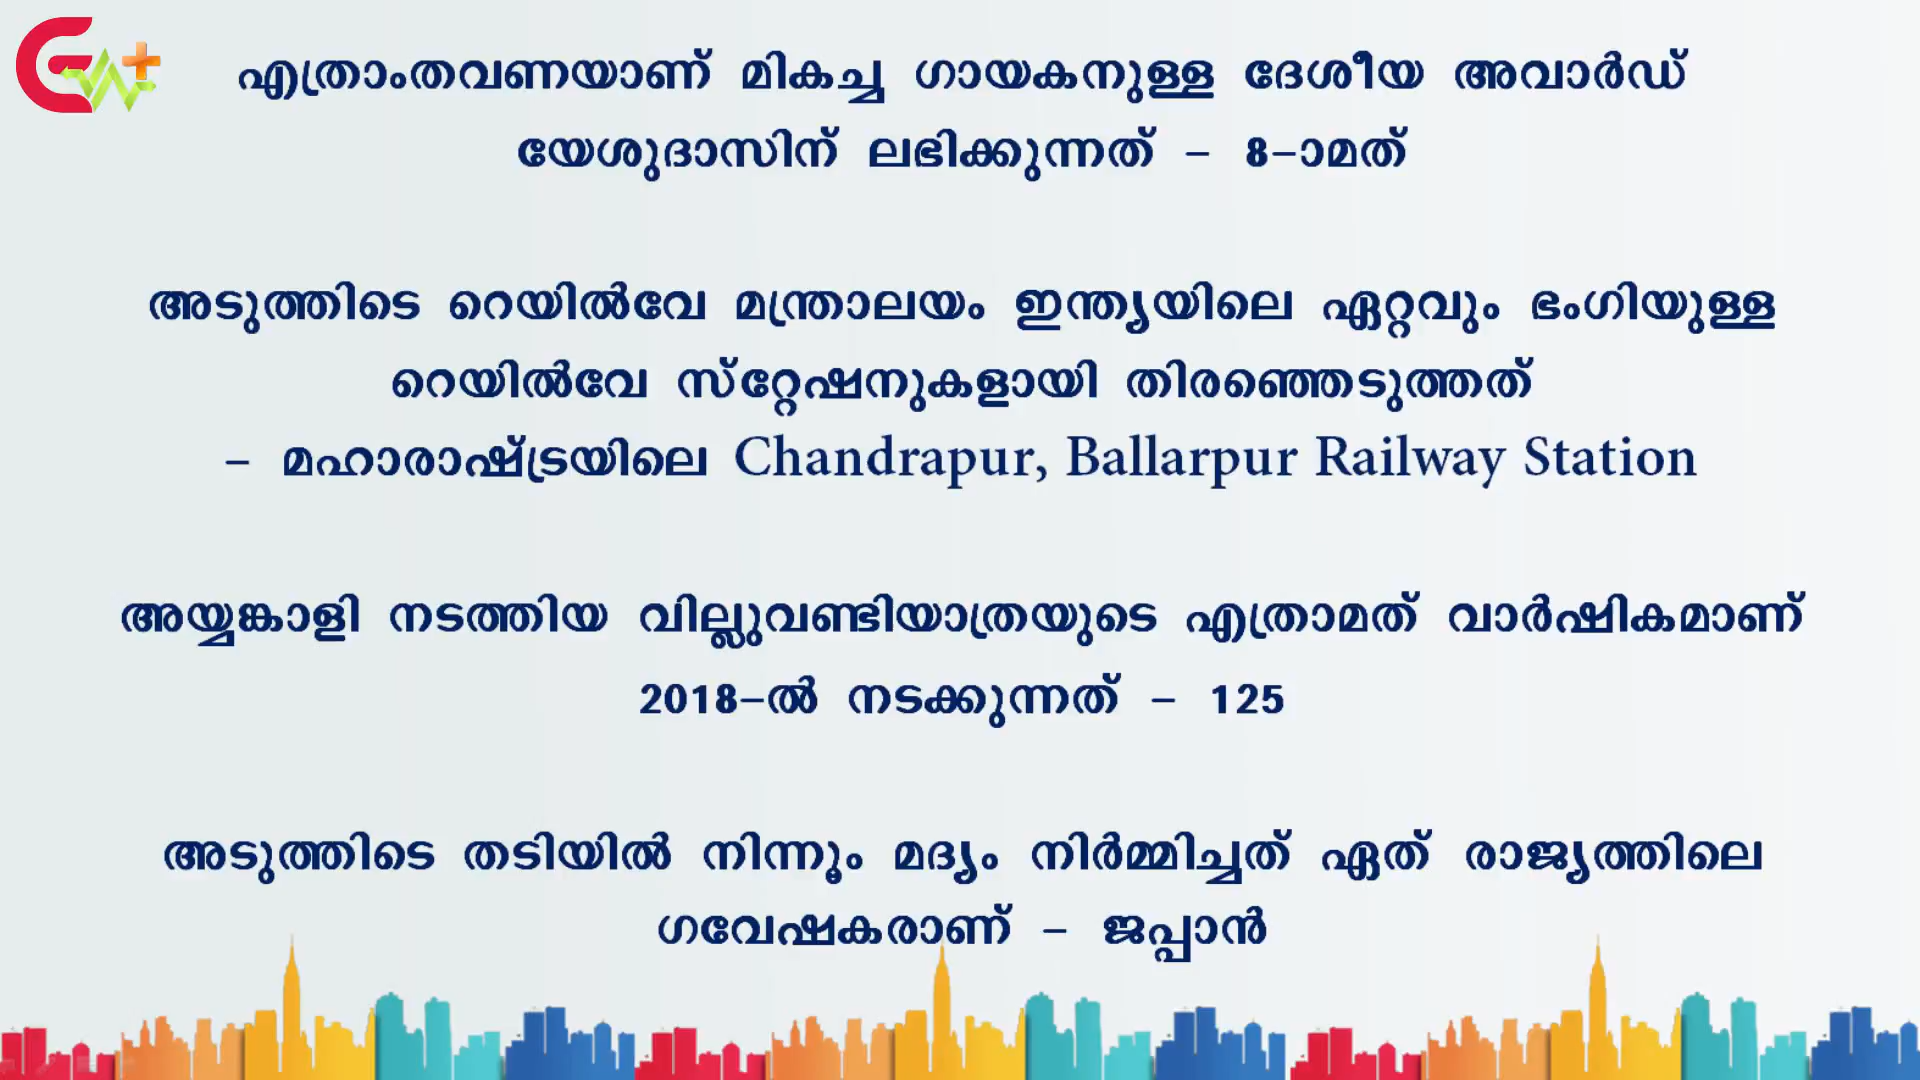 എത്രാംതവണയാണ് മികച്ച ഗായകനുള്ള ദേശീയ അവാർഡ്
യേശുദാസിന് ലഭിക്കുന്നത് - 8-ാമത്
അടുത്തിടെ റെയിൽവേ മന്ത്രാലയം ഇന്ത്യയിലെ ഏറ്റവും ഭംഗിയുള്ള
റെയിൽവേ സ്റ്റേഷനുകളായി തിരഞ്ഞെടുത്തത്
- മഹാരാഷ്ട്രയിലെ Chandrapur, Ballarpur Railway Station
അയ്യങ്കാളി നടത്തിയ വില്ലുവണ്ടിയാത്രയുടെ എത്രാമത് വാർഷികമാണ്
2018-ൽ നടക്കുന്നത് - 125
അടുത്തിടെ തടിയിൽ നിന്നൂം മദ്യം നിർമ്മിച്ചത് ഏത് രാജ്യത്തിലെ
ഗവേഷകരാണ് - ജപ്പാൻ